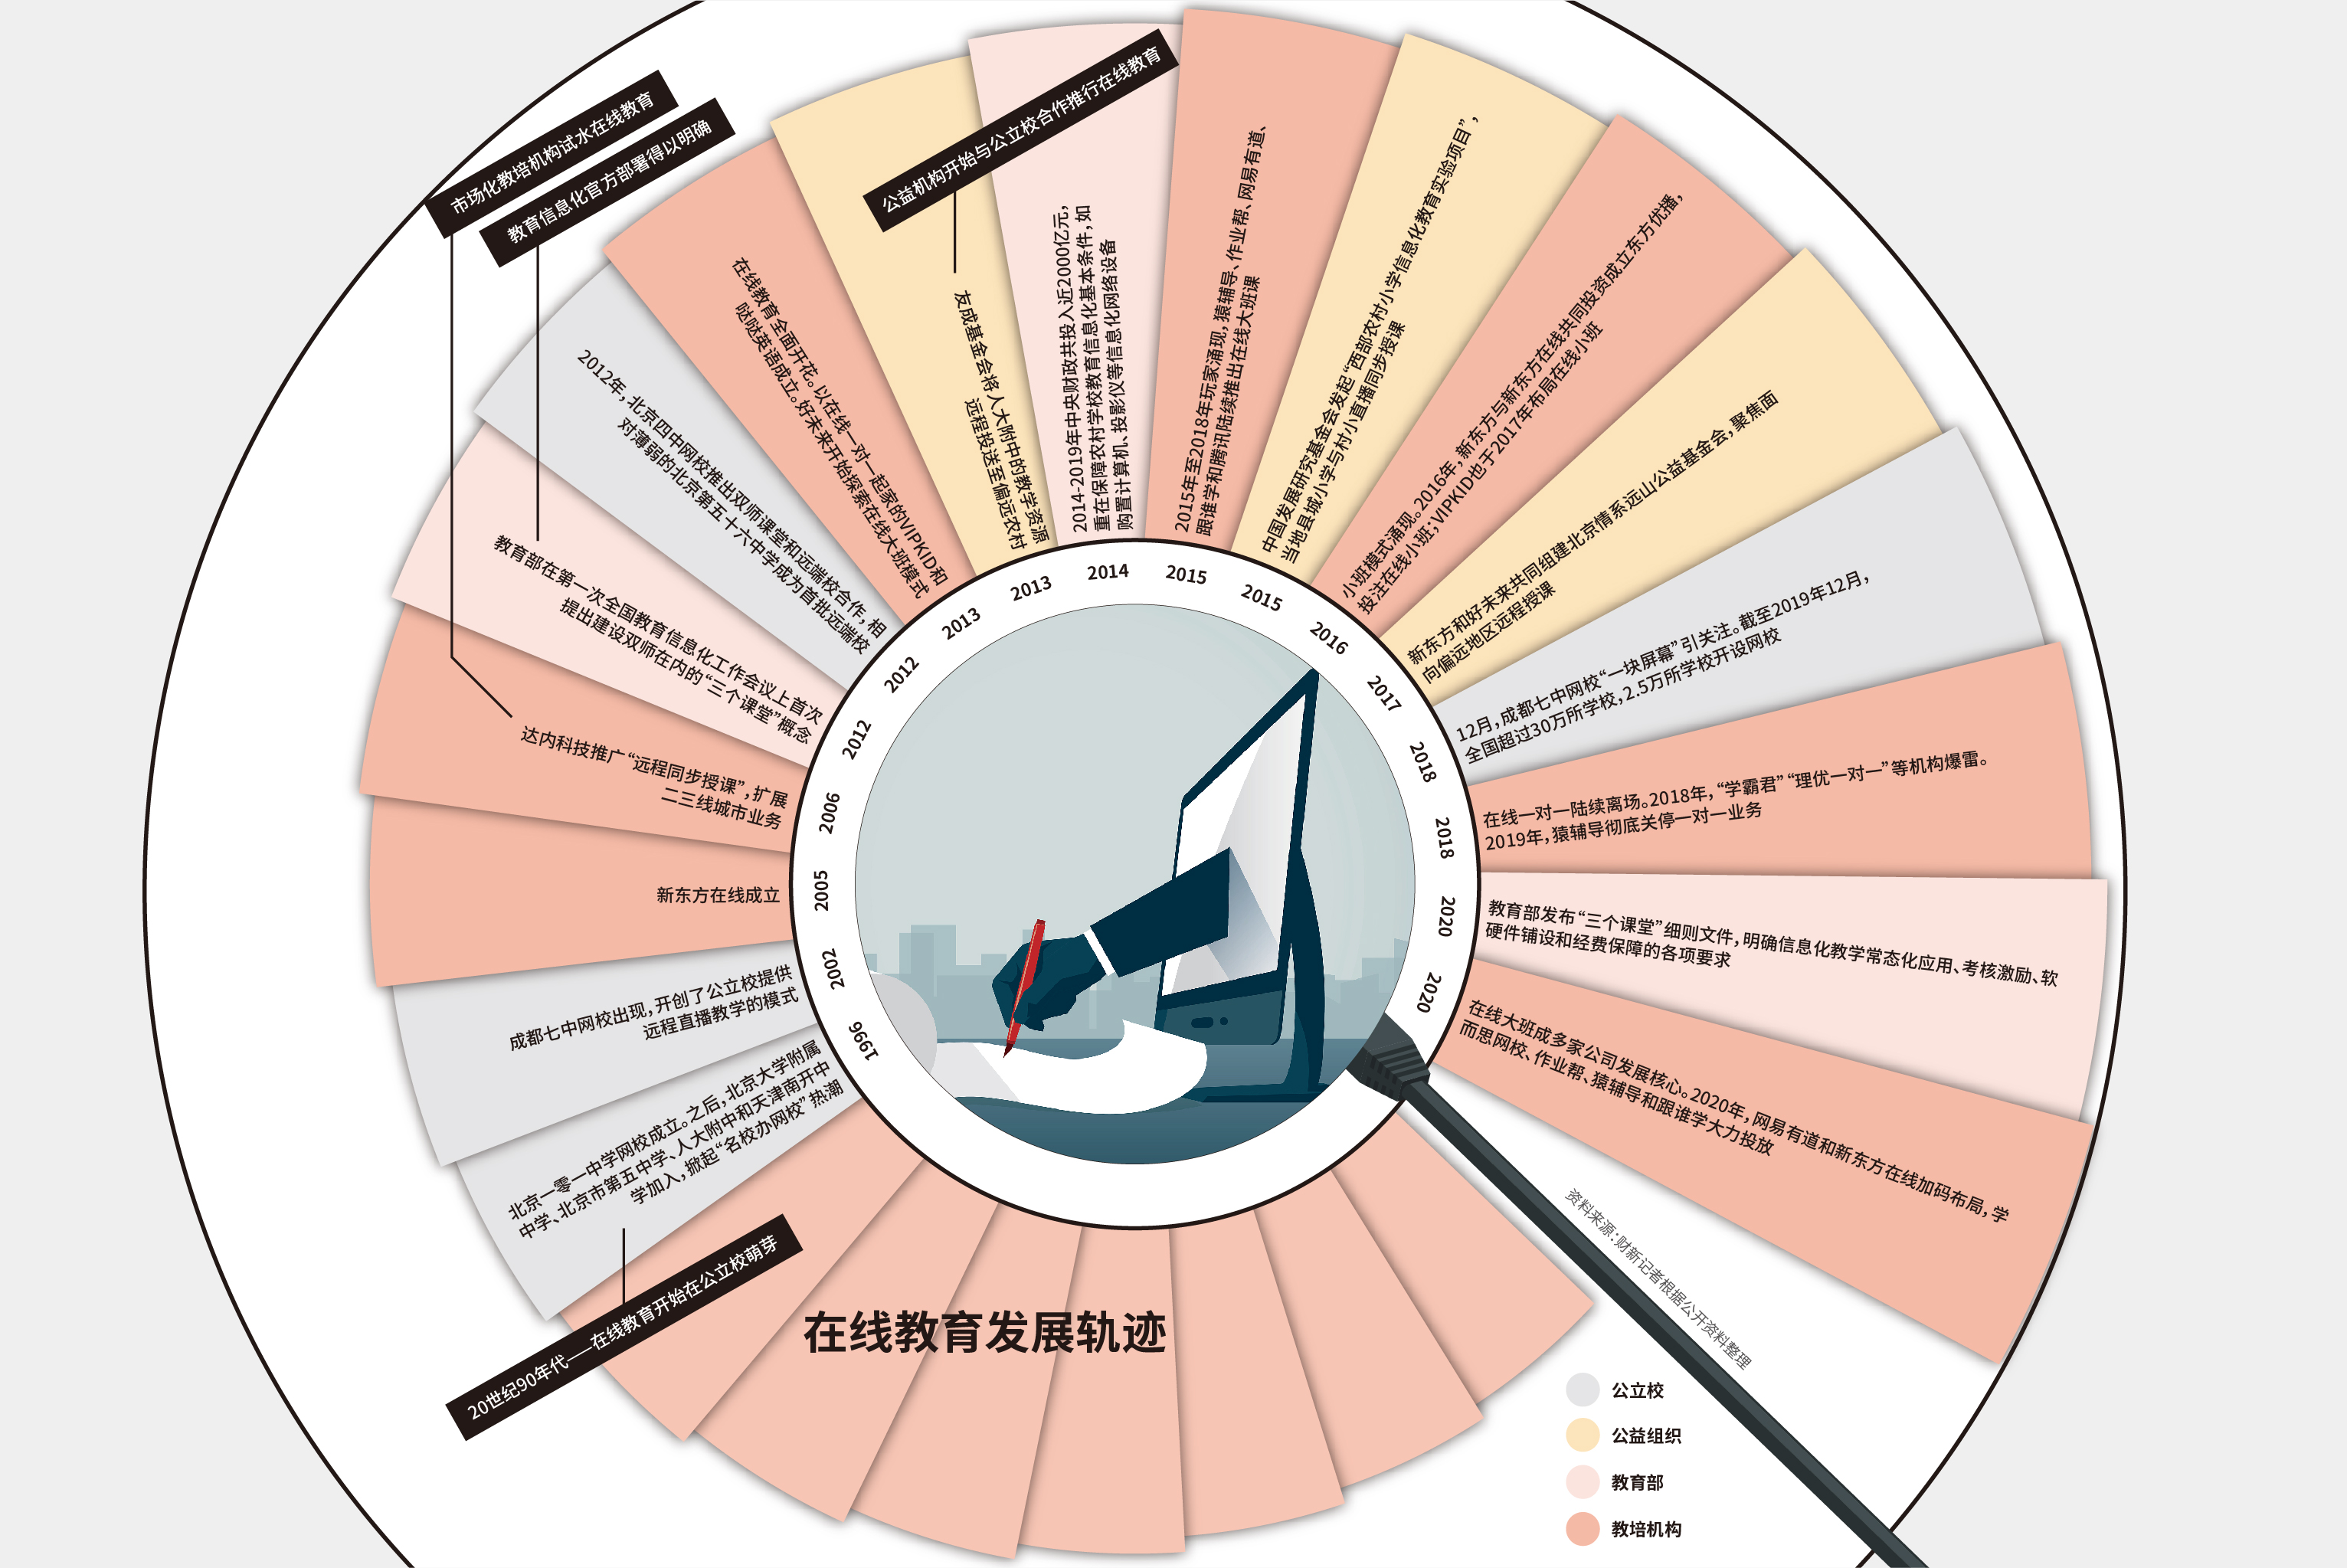 在线教育发展轨迹
20世纪90年代——在线教育开始在公立校萌芽
1996
北京一零一中学网校成立。之后，北京大学附属
中学、北京市第五中学、人大附中和天津南开中
学加入，掀起“名校办网校”热潮
2002
成都七中网校出现，开创了公立校提供
远程直播教学的模式
2005
新东方在线成立
市场化教培机构试水在线教育
2006
达内科技推广“远程同步授课”，扩展
二三线城市业务
教育信息化官方部署得以明确
2012
教育部在第一次全国教育信息化工作会议上首次
提出建设双师在内的“三个课堂”概念
2012
2012年，北京四中网校推出双师课堂和远端校合作，相
对薄弱的北京第五十六中学成为首批远端校
2013
在线教育全面开花。以在线一对一起家的VIPKID和
哒哒英语成立。好未来开始探索在线大班模式
公益机构开始与公立校合作推行在线教育
2013
友成基金会将人大附中的教学资源
远程投送至偏远农村
2014
2014-2019年中央财政共投入近2000亿元，
重在保障农村学校教育信息化基本条件，如
购置计算机、投影仪等信息化网络设备
2015
2015年至2018年玩家涌现，猿辅导、作业帮、网易有道、
跟谁学和腾讯陆续推出在线大班课
2015
中国发展研究基金会发起“西部农村小学信息化教育实验项目”，
当地县城小学与村小直播同步授课
2016
小班模式涌现。2016年，新东方与新东方在线共同投资成立东方优播，
投注在线小班；VIPKID也于2017年布局在线小班
2017
新东方和好未来共同组建北京情系远山公益基金会，聚焦面
向偏远地区远程授课
2018
12月，成都七中网校“一块屏幕”引关注。截至2019年12月，
全国超过30万所学校，2.5万所学校开设网校
2018
在线一对一陆续离场。2018年，“学霸君”“理优一对一”等机构爆雷。
2019年，猿辅导彻底关停一对一业务
2020
教育部发布“三个课堂”细则文件，明确信息化教学常态化应用、考核激励、软
硬件铺设和经费保障的各项要求
2020
在线大班成多家公司发展核心。2020年，网易有道和新东方在线加码布局，学
而思网校、作业帮、猿辅导和跟谁学大力投放
资料来源：财新记者根据公开资料整理
公立校
公益组织
教育部
教培机构